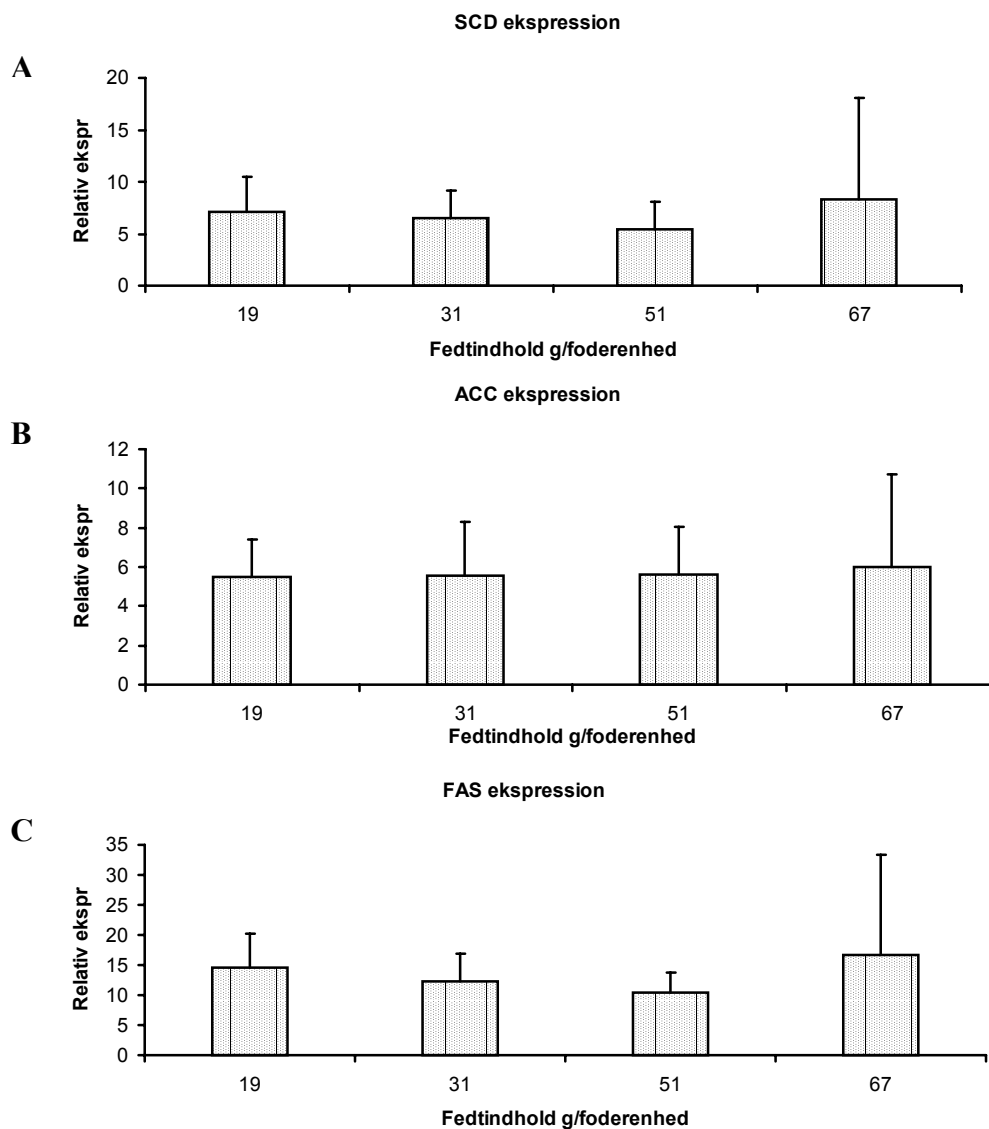 SCD ekspression
A
Relativ ekspr
20
15
10
5
0
19 31 51 67
Fedtindhold g/foderenhed
ACC ekspression
B
Relativ ekspr
12
10
8
6
4
2
0
19 31 51 67
Fedtindhold g/foderenhed
FAS ekspression
C
Relativ ekspr
35
30
25
20
15
10
5
0
19 31 51 67
Fedtindhold g/foderenhed